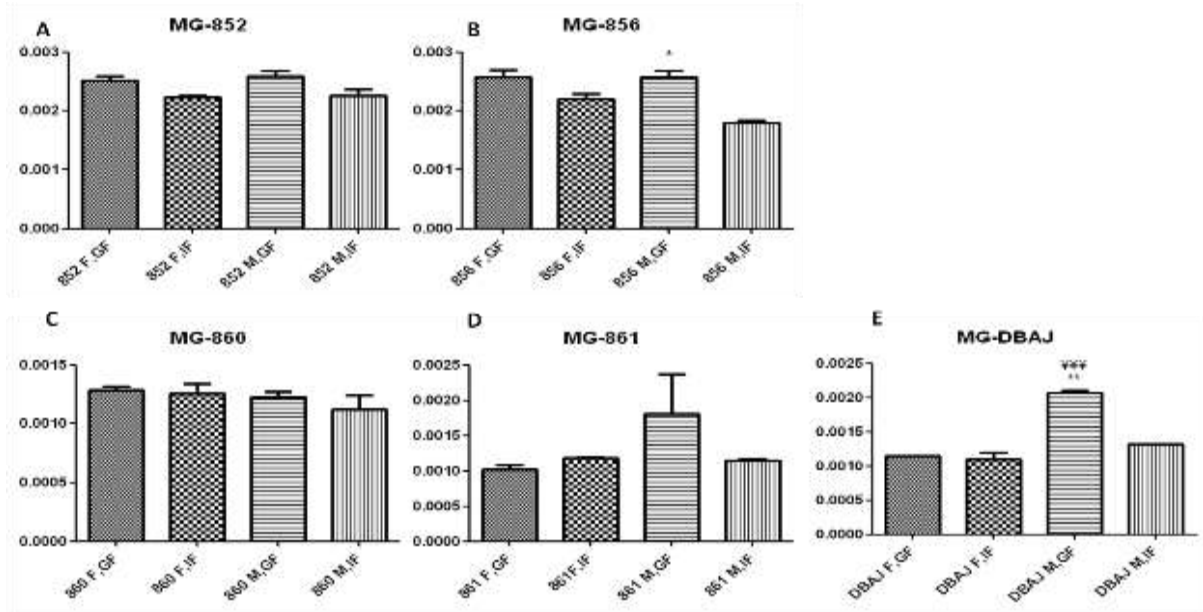 A
MG-852
0.003
0.002
0.001
0.000
852 F,GF
852 F,IF
852 M,GF
852 M,IF
B
MG-856
0.003
0.002
0.001
0.000
*
856 F,GF
856 F,IF
856 M,GF
856 M,IF
C
MG-860
0.0015
0.0010
0.0005
0.0000
860 F,GF
860 F,IF
860 M,GF
860 M,IF
D
MG-861
0.0025
0.0020
0.0015
0.0010
0.0005
0.0000
861 F,GF
861F,IF
861 M,GF
861 M,IF
E
MG-DBAJ
0.0025
0.0020
0.0015
0.0010
0.0005
0.0000
DBAJ F,GF
DBAJ F,IF
DBAJ M,GF
DBAJ M,IF